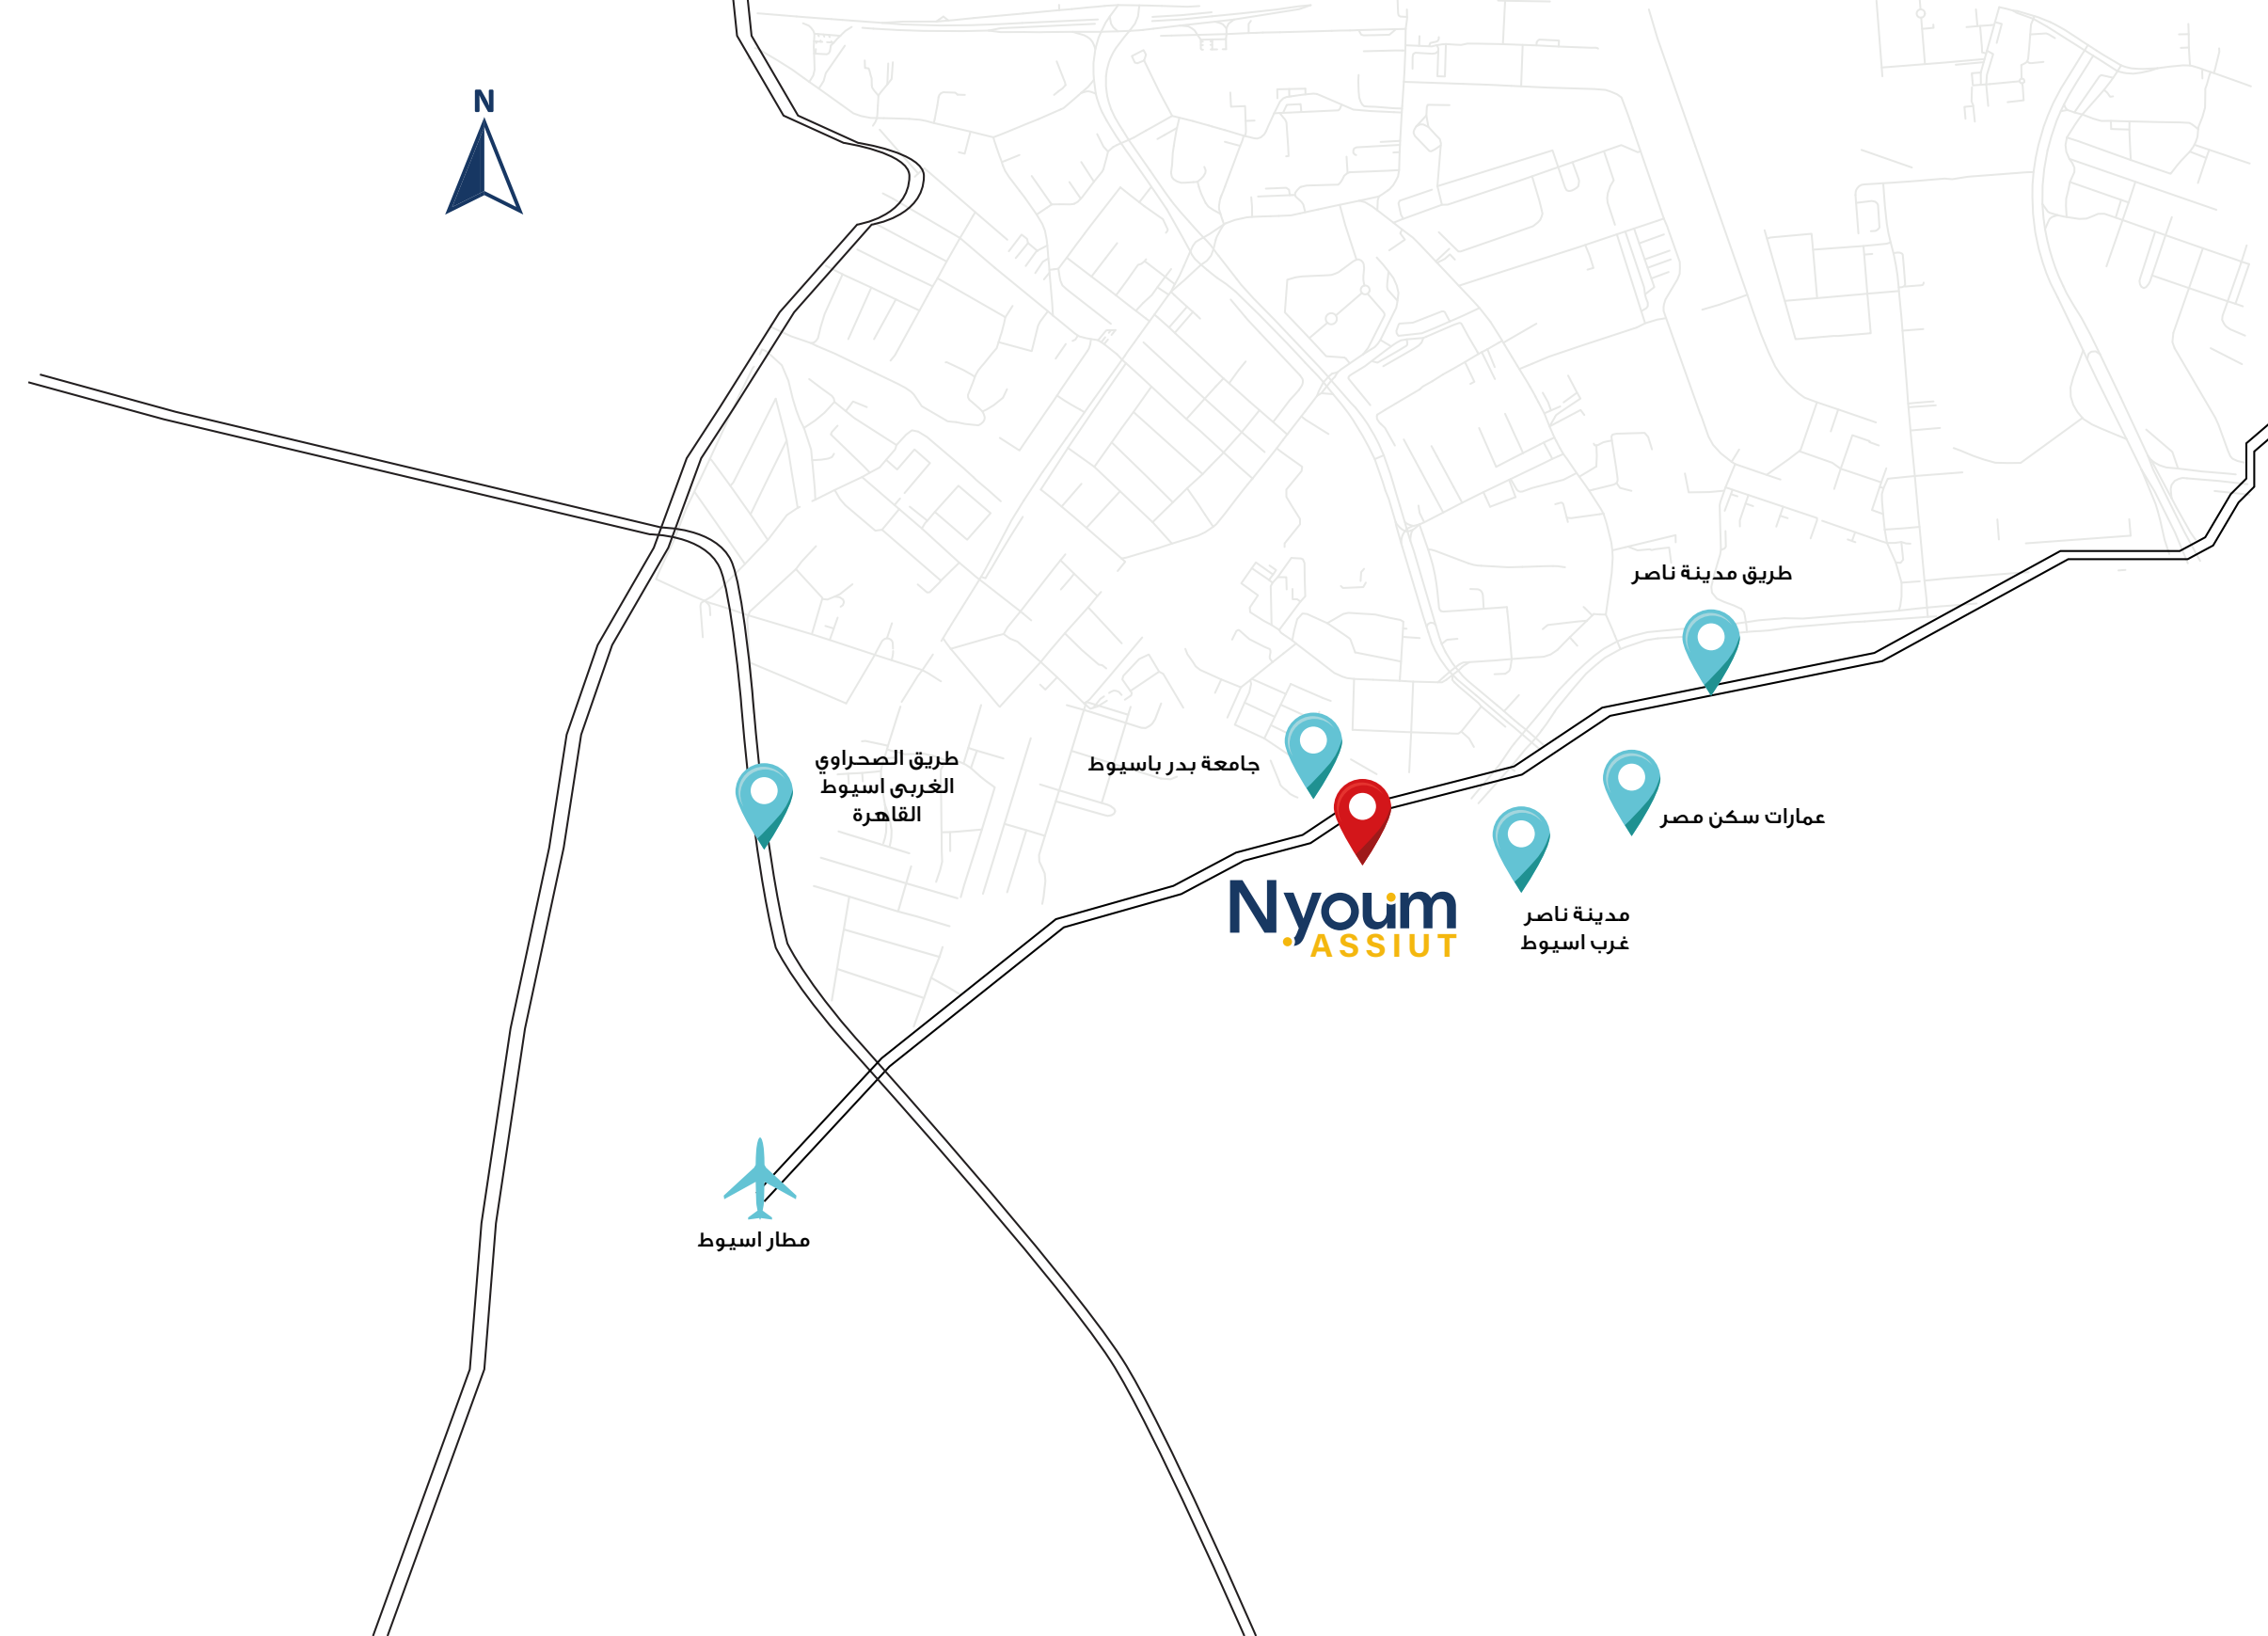 N
طريق مدينة ناصر
طريق الصحراوي
الغربى اسيوط
القاهرة
جامعة بدر باسيوط
عمارات سكن مصر
Nyoum
ASSIUT
مدينة ناصر
غرب اسيوط
مطار اسيوط